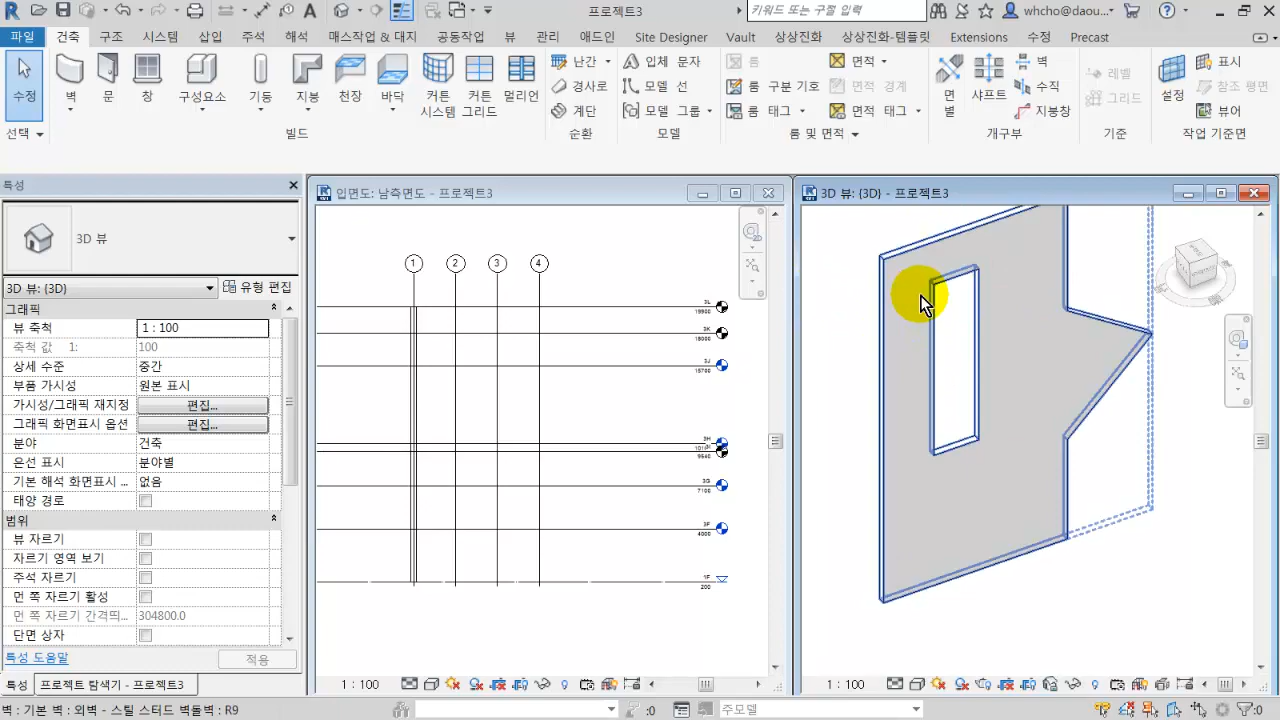 프로젝트3
키워드 또는 구절 입력
whcho@daou...
파일 건축 구조 시스템 삽입 주석 해석 매스작업 & 대지 공동작업 뷰 관리 애드인 Site Designer Vault 상상진화 상상진화-템플릿 Extensions 수정 Precast
수정 벽 문 창 구성요소 기둥 지붕 천장 바닥 커튼 시스템 커튼 그리드 멀리언
난간 경사로 계단
입체 문자 모델 선 모델 그룹
룸 룸 구분 기호 룸 태그
면적 면적 경계 면적 태그
면별 샤프트 벽 수직 지붕창
레벨 그리드
설정 표시 참조 평면 뷰어
선택 빌드 순환 모델 룸 및 면적 개구부 기준 작업 기준면
특성
3D 뷰
3D 뷰: {3D}
유형 편집
그래픽
뷰 축척 1 : 100
축척 값 1: 100
상세 수준 중간
부품 가시성 원본 표시
가시성/그래픽 재지정 편집...
그래픽 화면표시 옵션 편집...
분야 건축
은선 표시 분야별
기본 해석 화면표시 ... 없음
태양 경로
범위
뷰 자르기
자르기 영역 보기
주석 자르기
먼 쪽 자르기 활성
먼 쪽 자르기 간격띄... 304800.0
단면 상자
특성 도움말 적용
특성 프로젝트 탐색기 - 프로젝트3
입면도: 남측면도 - 프로젝트3
1 2 3 4
3L
19900
3K
18000
3J
15700
3H
9540
3G
7100
3F
4000
1F
200
1 : 100
3D 뷰: {3D} - 프로젝트3
1 : 100
벽 : 기본 벽 : 외벽 - 스틸 스터드 벽돌벽 : R9
:0
주모델
:0